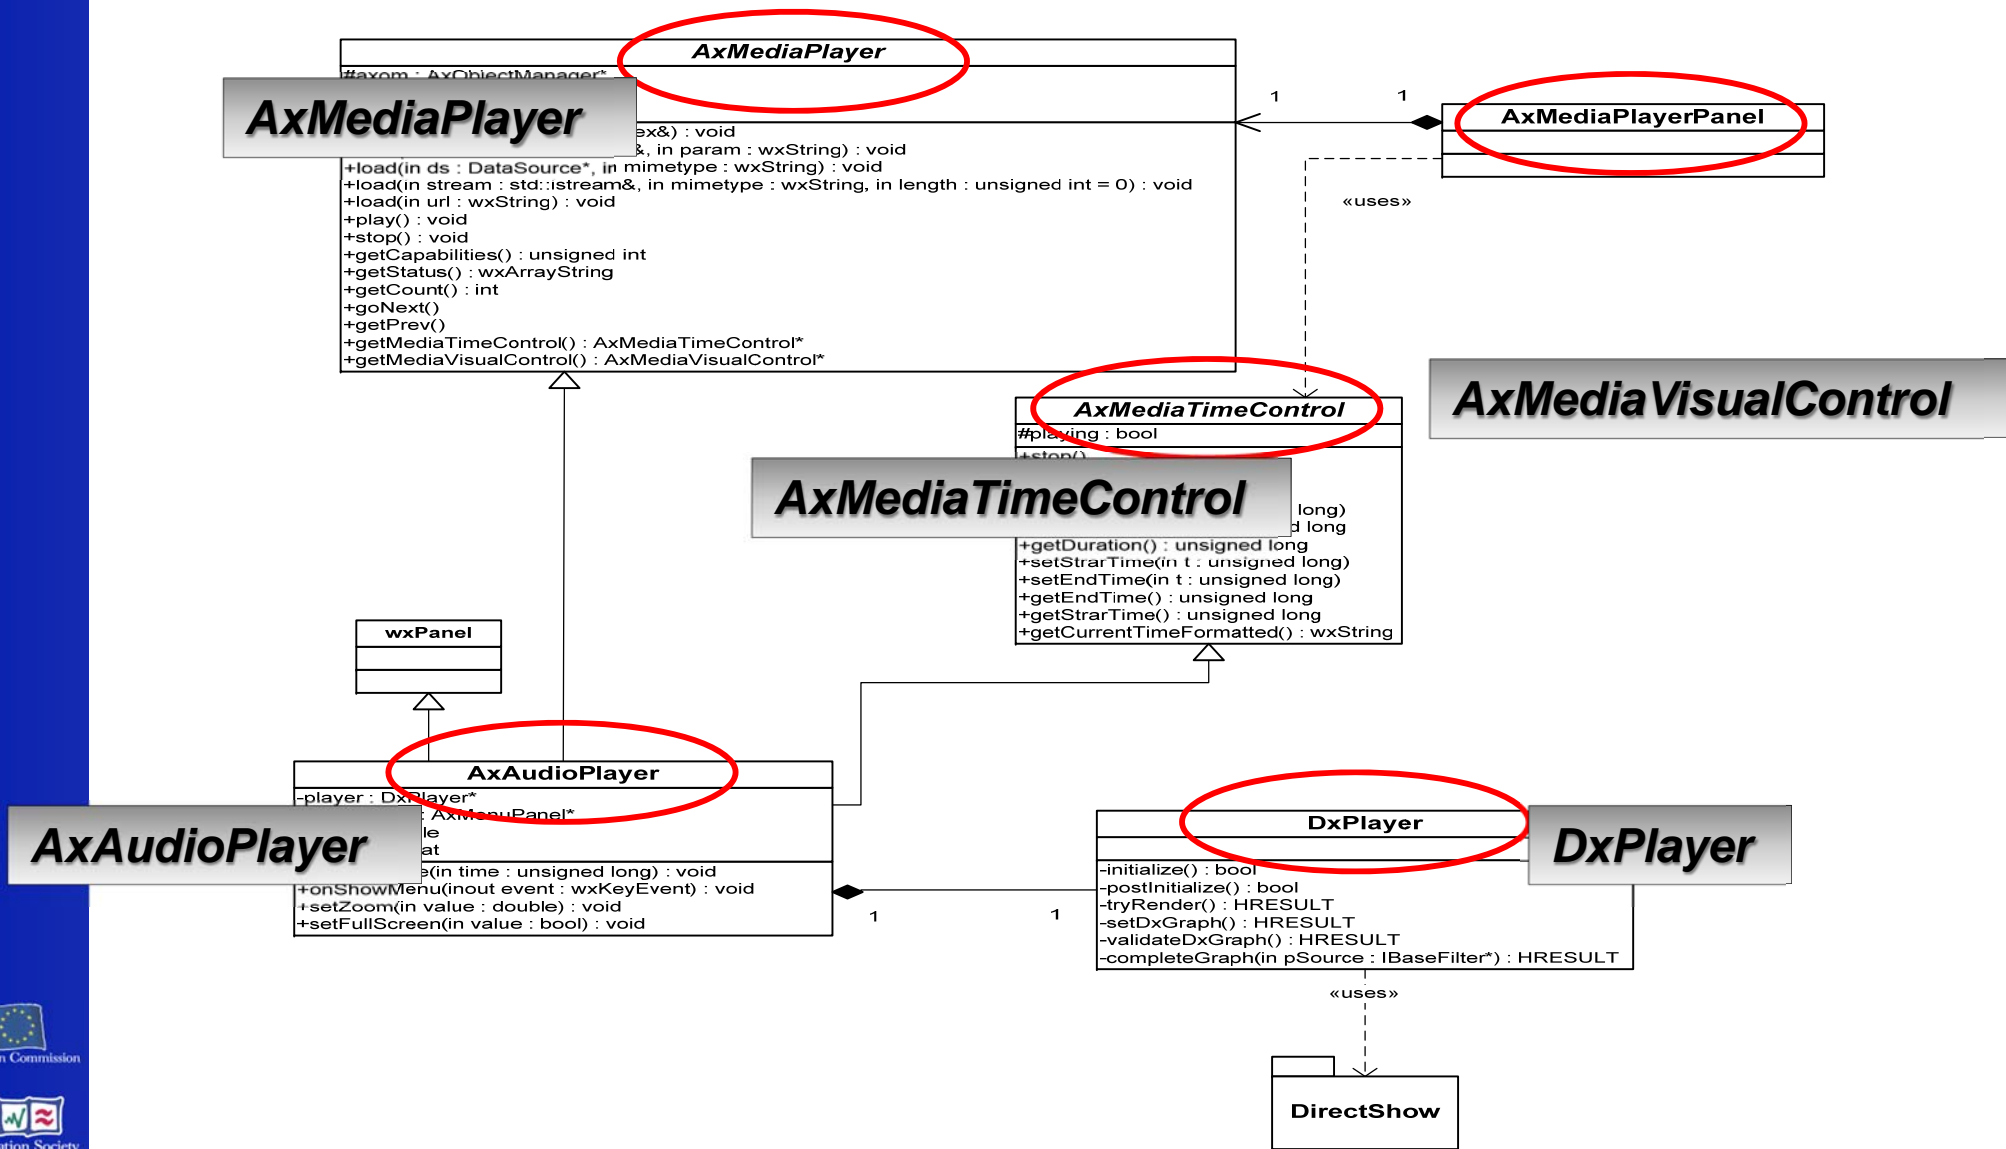 AxMediaPlayer
#axom : AxObjectManager*
AxMediaPlayer
ex&) : void
&, in param : wxString) : void
+load(in ds : DataSource*, in mimetype : wxString) : void
+load(in stream : std::istream&, in mimetype : wxString, in length : unsigned int = 0) : void
+load(in url : wxString) : void
+play() : void
+stop() : void
+getCapabilities() : unsigned int
+getStatus() : wxArrayString
+getCount() : int
+goNext()
+getPrev()
+getMediaTimeControl() : AxMediaTimeControl*
+getMediaVisualControl() : AxMediaVisualControl*
1
1
AxMediaPlayerPanel
«uses»
AxMediaVisualControl
AxMediaTimeControl
#playing : bool
+stop()
AxMediaTimeControl
long)
d long
+getDuration() : unsigned long
+setStrarTime(in t : unsigned long)
+setEndTime(in t : unsigned long)
+getEndTime() : unsigned long
+getStrarTime() : unsigned long
+getCurrentTimeFormatted() : wxString
wxPanel
AxAudioPlayer
-player : DxPlayer*
: AxMenuPanel*
le
at
AxAudioPlayer
e(in time : unsigned long) : void
+onShowMenu(inout event : wxKeyEvent) : void
+setZoom(in value : double) : void
+setFullScreen(in value : bool) : void
1
1
DxPlayer
DxPlayer
-initialize() : bool
-postInitialize() : bool
-tryRender() : HRESULT
-setDxGraph() : HRESULT
-validateDxGraph() : HRESULT
-completeGraph(in pSource : IBaseFilter*) : HRESULT
«uses»
DirectShow
n Commission
ation Society